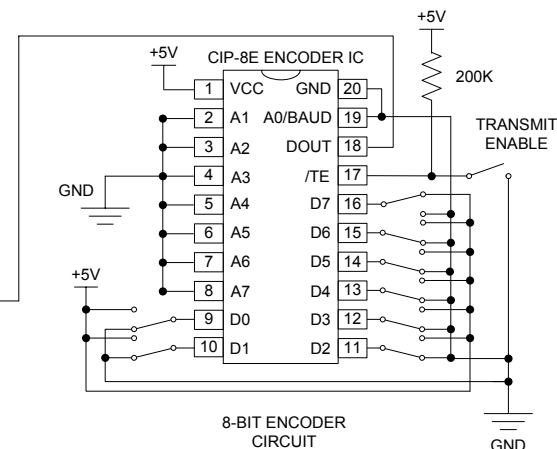 +5V
+5V
CIP-8E ENCODER IC
200K
1 VCC GND 20
2 A1 A0/BAUD 19
TRANSMIT
ENABLE
3 A2 DOUT 18
4 A3 /TE 17
GND
5 A4 D7 16
6 A5 D6 15
7 A6 D5 14
+5V
8 A7 D4 13
9 D0 D3 12
10 D1 D2 11
8-BIT ENCODER
CIRCUIT
GND